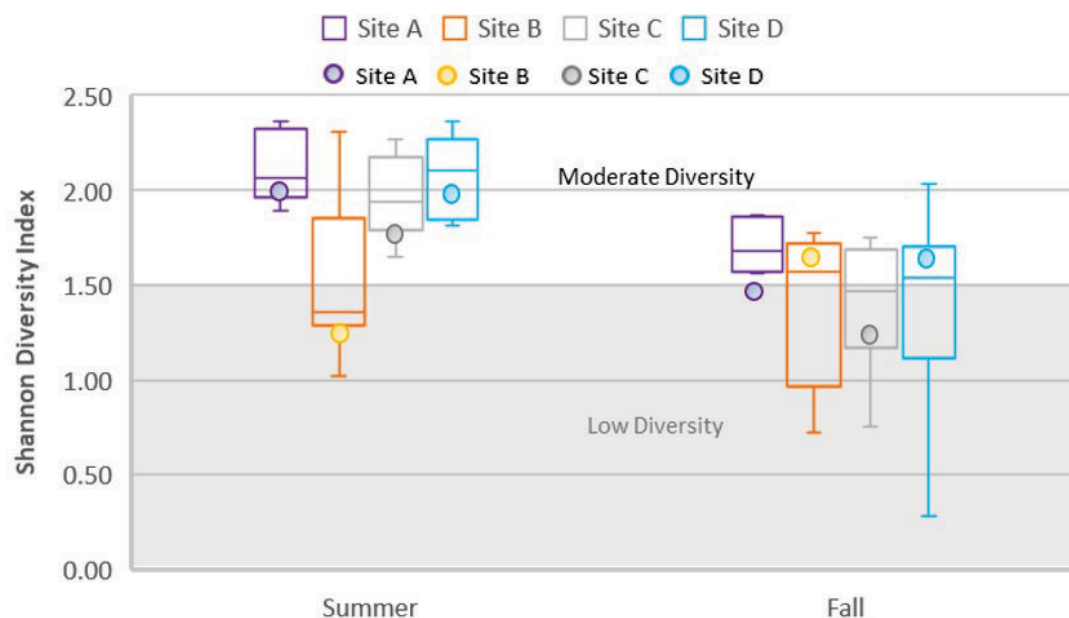 Site A Site B Site C Site D
Site A Site B Site C Site D
Shannon Diversity Index
2.50
2.00
1.50
1.00
0.50
0.00
Moderate Diversity
Low Diversity
Summer Fall